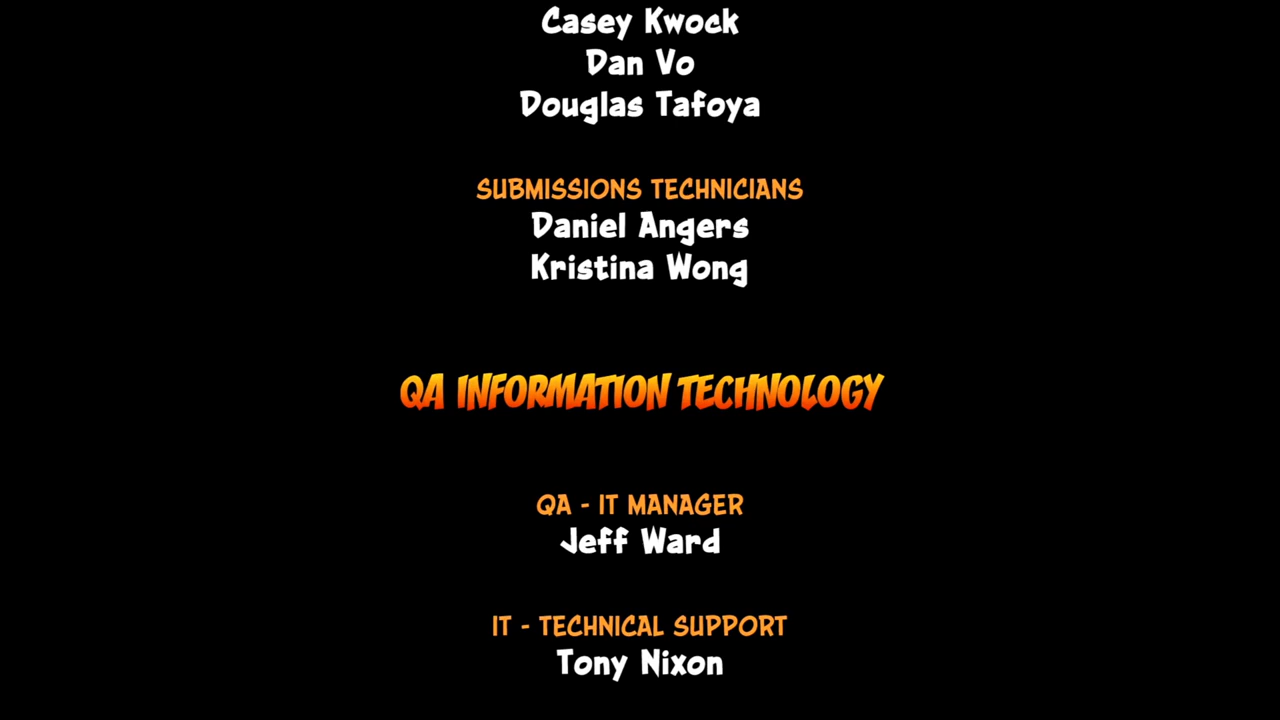 Casey Kwock
Dan Vo
Douglas Tafoya
SUBMISSIONS TECHNICIANS
Daniel Angers
Kristina Wong
QA INFORMATION TECHNOLOGY
QA - IT MANAGER
Jeff Ward
IT - TECHNICAL SUPPORT
Tony Nixon